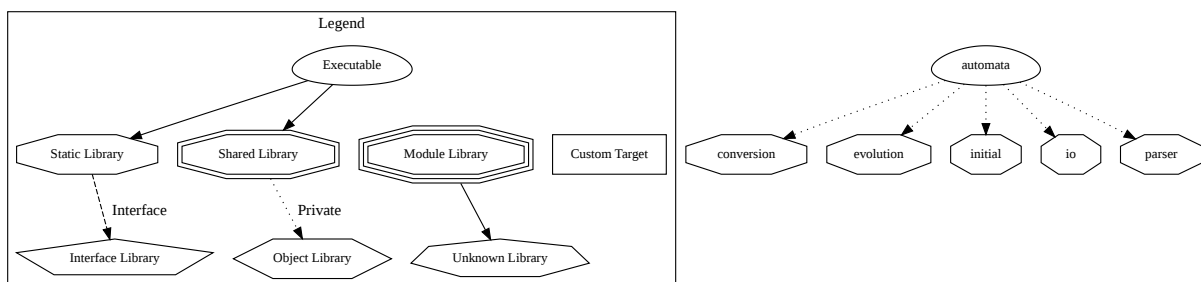 Legend
Executable
automata
Static Library
Shared Library
Module Library
Custom Target
conversion
evolution
initial
io
parser
Interface
Private
Interface Library
Object Library
Unknown Library